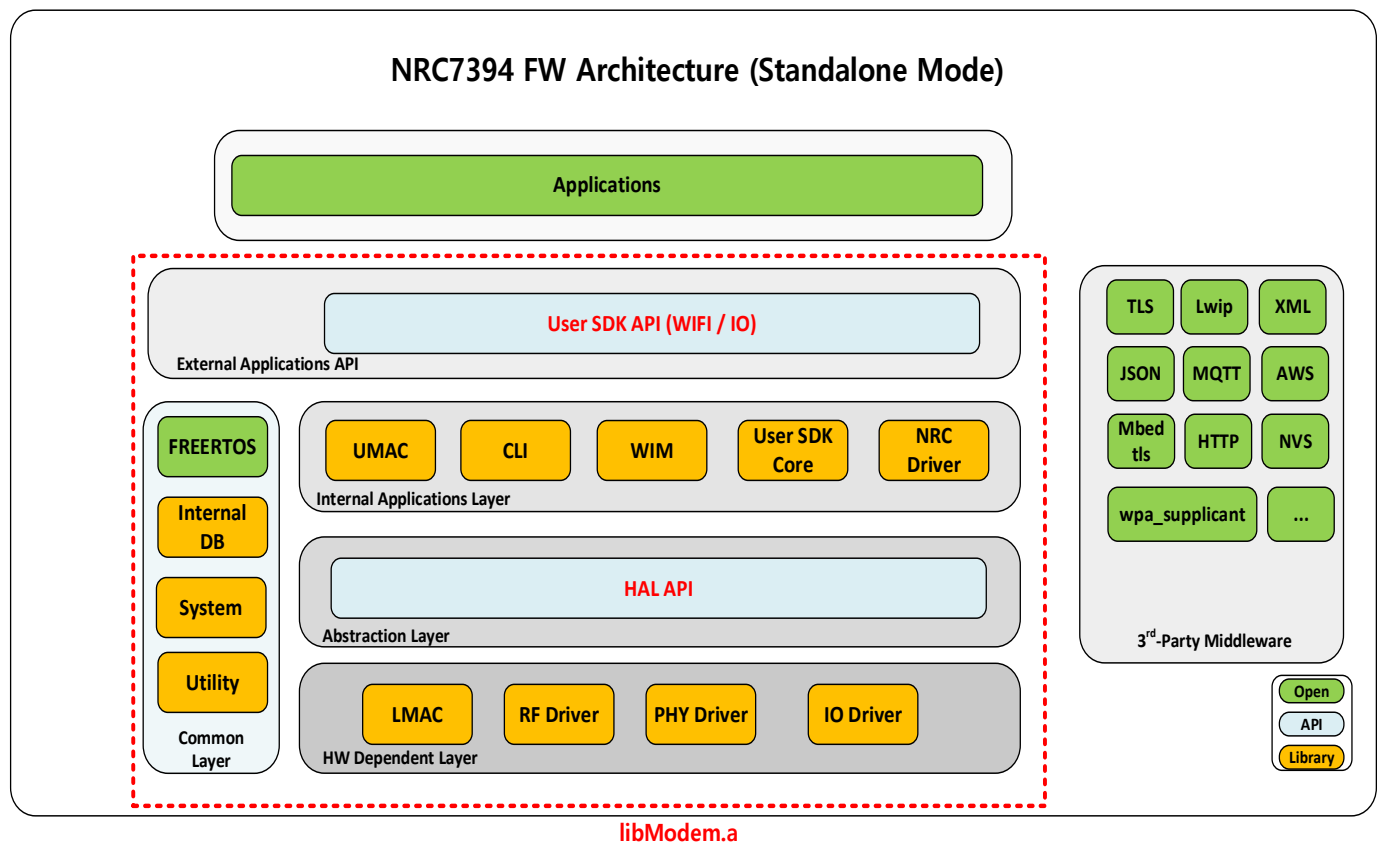 NRC7394 FW Architecture (Standalone Mode)
Applications
User SDK API (WIFI / IO)
External Applications API
FREERTOS
Internal
DB
System
Utility
Common
Layer
UMAC
CLI
WIM
User SDK
Core
NRC
Driver
Internal Applications Layer
HAL API
Abstraction Layer
LMAC
RF Driver
PHY Driver
IO Driver
HW Dependent Layer
TLS
Lwip
XML
JSON
MQTT
AWS
Mbed
tls
HTTP
NVS
wpa_supplicant
...
3rd-Party Middleware
Open
API
Library
libModem.a